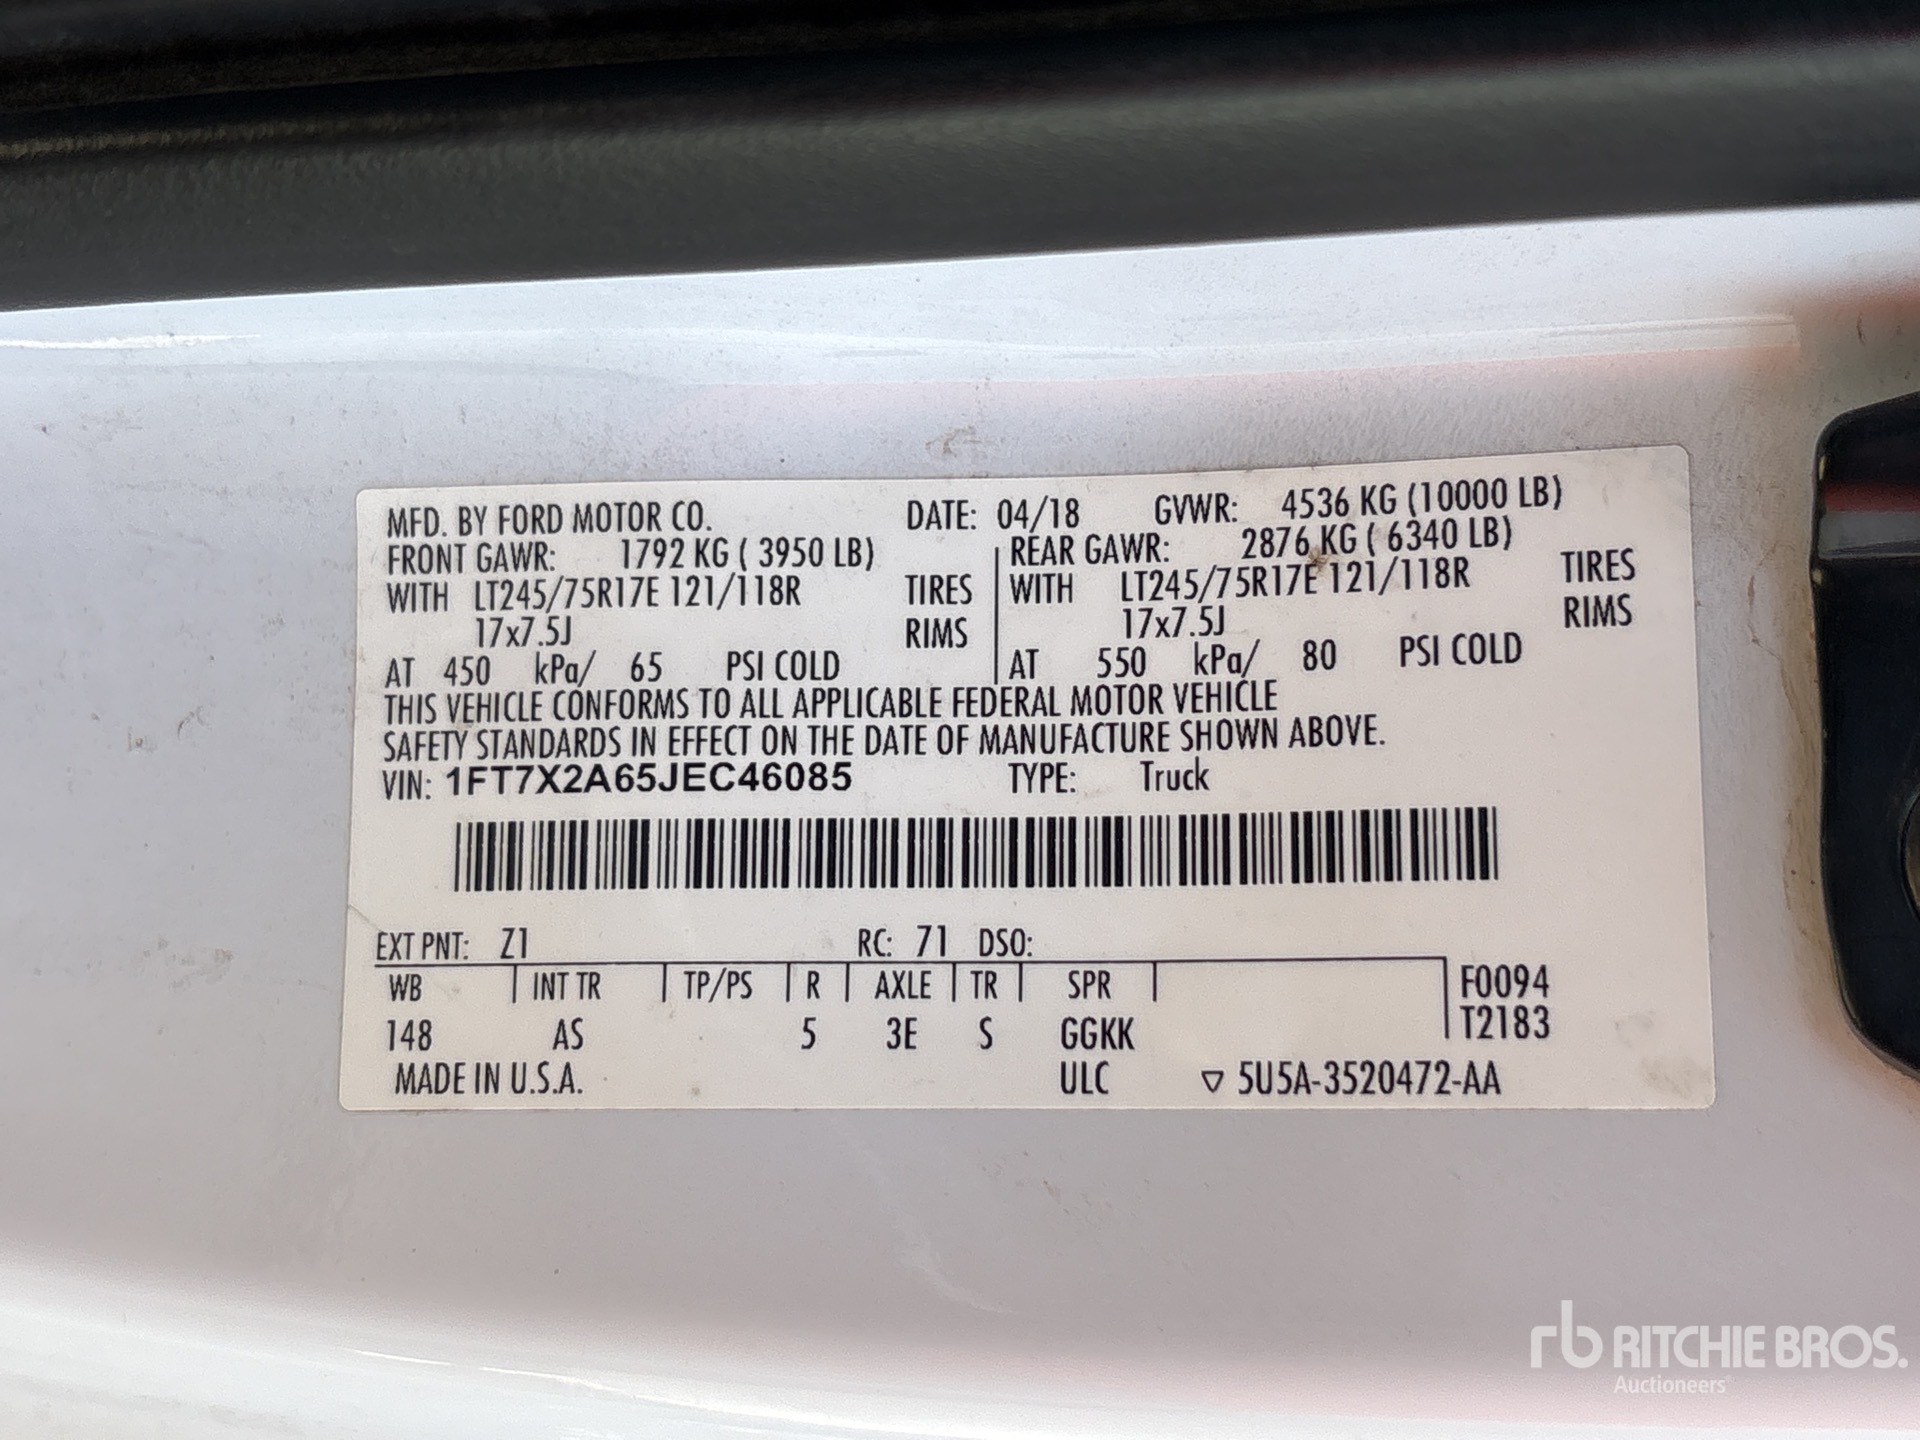 MFD. BY FORD MOTOR CO. DATE: 04/18 GVWR: 4536 KG (10000 LB)
FRONT GAWR: 1792 KG ( 3950 LB) REAR GAWR: 2876 KG ( 6340 LB)
WITH LT245/75R17E 121/118R TIRES WITH LT245/75R17E 121/118R TIRES
17x7.5J RIMS 17x7.5J RIMS
AT 450 kPa/ 65 PSI COLD AT 550 kPa/ 80 PSI COLD
THIS VEHICLE CONFORMS TO ALL APPLICABLE FEDERAL MOTOR VEHICLE
SAFETY STANDARDS IN EFFECT ON THE DATE OF MANUFACTURE SHOWN ABOVE.
VIN: 1FT7X2A65JEC46085 TYPE: Truck
EXT PNT: Z1 RC: 71 DSO:
WB INT TR TP/PS R AXLE TR SPR F0094
148 AS 5 3E S GGKK T2183
MADE IN U.S.A. ULC ▽ 5U5A-3520472-AA
rb RITCHIE BROS.
Auctioneers